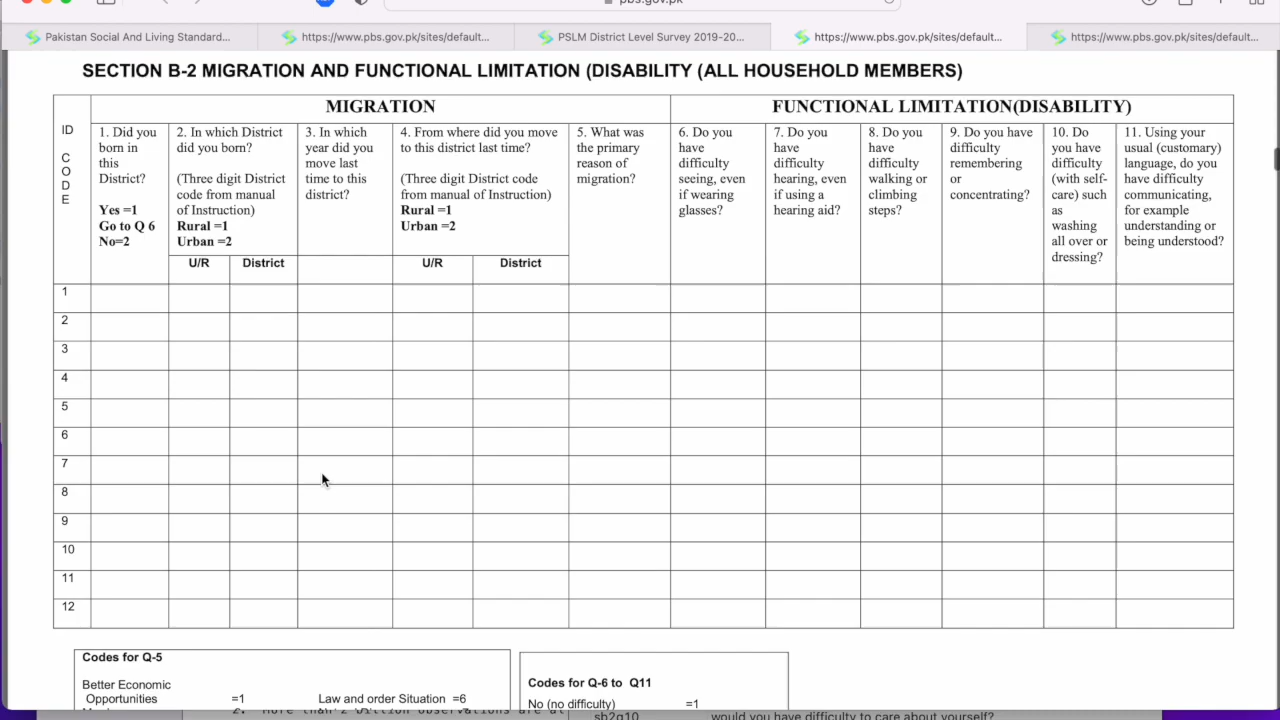 pbs.gov.pk
Pakistan Social And Living Standard...
https://www.pbs.gov.pk/sites/default...
PSLM District Level Survey 2019-20...
https://www.pbs.gov.pk/sites/default...
https://www.pbs.gov.pk/sites/default...
SECTION B-2 MIGRATION AND FUNCTIONAL LIMITATION (DISABILITY (ALL HOUSEHOLD MEMBERS)
MIGRATION
FUNCTIONAL LIMITATION(DISABILITY)
ID
C
O
D
E
1. Did you
born in
this
District?
Yes =1
Go to Q 6
No=2
2. In which District
did you born?
(Three digit District
code from manual
of Instruction)
Rural =1
Urban =2
3. In which
year did you
move last
time to this
district?
4. From where did you move
to this district last time?
(Three digit District code
from manual of Instruction)
Rural =1
Urban =2
5. What was
the primary
reason of
migration?
6. Do you
have
difficulty
seeing, even
if wearing
glasses?
7. Do you
have
difficulty
hearing, even
if using a
hearing aid?
8. Do you
have
difficulty
walking or
climbing
steps?
9. Do you have
difficulty
remembering
or
concentrating?
10. Do
you have
difficulty
(with self-
care) such
as
washing
all over or
dressing?
11. Using your
usual (customary)
language, do you
have difficulty
communicating,
for example
understanding or
being understood?
U/R
District
U/R
District
1
2
3
4
5
6
7
8
9
10
11
12
Codes for Q-5
Better Economic
Opportunities =1 Law and order Situation =6
Codes for Q-6 to Q11
No (no difficulty) =1
sb2q10 would you have difficulty to care about yourself?